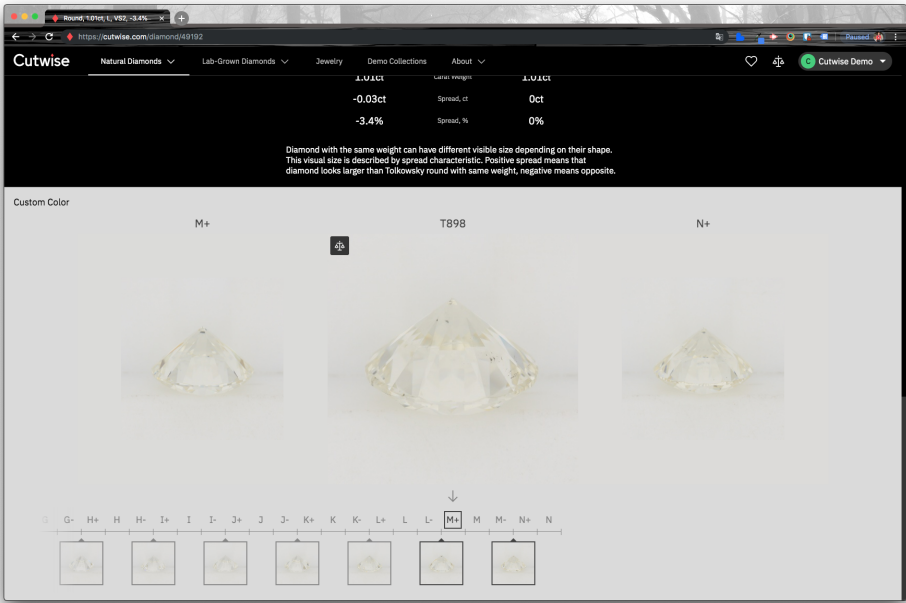 Round, 1.01ct, L, VS2, -3.4%
https://cutwise.com/diamond/49192
Paused
Cutwise
Natural Diamonds
Lab-Grown Diamonds
Jewelry
Demo Collections
About
C
Cutwise Demo
1.01ct Carat Weight 1.01ct
-0.03ct Spread, ct 0ct
-3.4% Spread, % 0%
Diamond with the same weight can have different visible size depending on their shape.
This visual size is described by spread characteristic. Positive spread means that
diamond looks larger than Tolkowsky round with same weight, negative means opposite.
Custom Color
M+ T898 N+
G G- H+ H H- I+ I I- J+ J J- K+ K K- L+ L L- M+ M M- N+ N